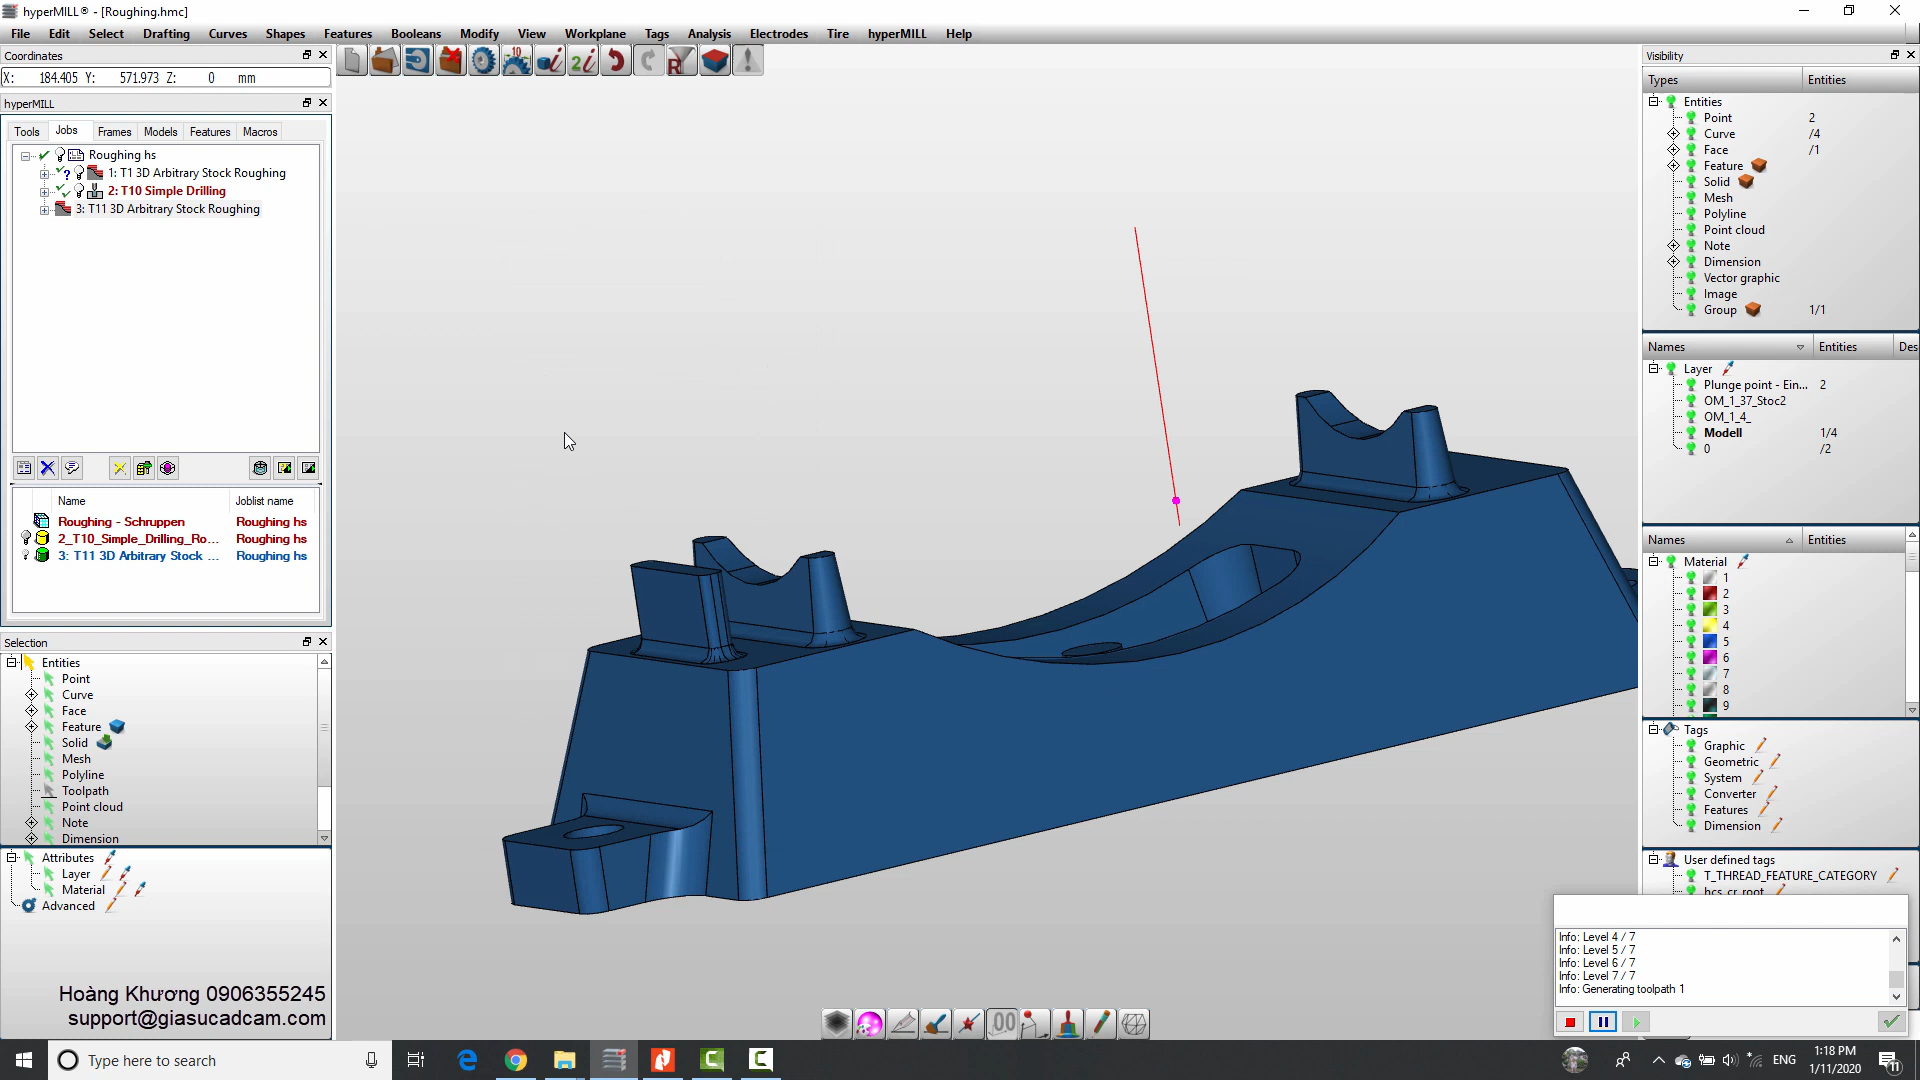 hyperMILL® - [Roughing.hmc]
File Edit Select Drafting Curves Shapes Features Booleans Modify View Workplane Tags Analysis Electrodes Tire hyperMILL Help
Coordinates
X: 184.405 Y: 571.973 Z: 0 mm
hyperMILL
Tools Jobs Frames Models Features Macros
Roughing hs
1: T1 3D Arbitrary Stock Roughing
2: T10 Simple Drilling
3: T11 3D Arbitrary Stock Roughing
Name Joblist name
Roughing - Schruppen Roughing hs
2_T10_Simple_Drilling_Ro... Roughing hs
3: T11 3D Arbitrary Stock ... Roughing hs
Selection
Entities
Point
Curve
Face
Feature
Solid
Mesh
Polyline
Toolpath
Point cloud
Note
Dimension
Attributes
Layer
Material
Advanced
Hoàng Khương 0906355245
support@giasucadcam.com
Visibility
Types Entities
Entities
Point 2
Curve /4
Face /1
Feature
Solid
Mesh
Polyline
Point cloud
Note
Dimension
Vector graphic
Image
Group 1/1
Names Entities Des
Layer
Plunge point - Ein... 2
OM_1_37_Stoc2
OM_1_4_
Modell 1/4
0 /2
Names Entities
Material
1
2
3
4
5
6
7
8
9
Tags
Graphic
Geometric
System
Converter
Features
Dimension
User defined tags
T_THREAD_FEATURE_CATEGORY
hcs_cr_root
Info: Level 4 / 7
Info: Level 5 / 7
Info: Level 6 / 7
Info: Level 7 / 7
Info: Generating toolpath 1
Type here to search
ENG
1:18 PM
1/11/2020
11